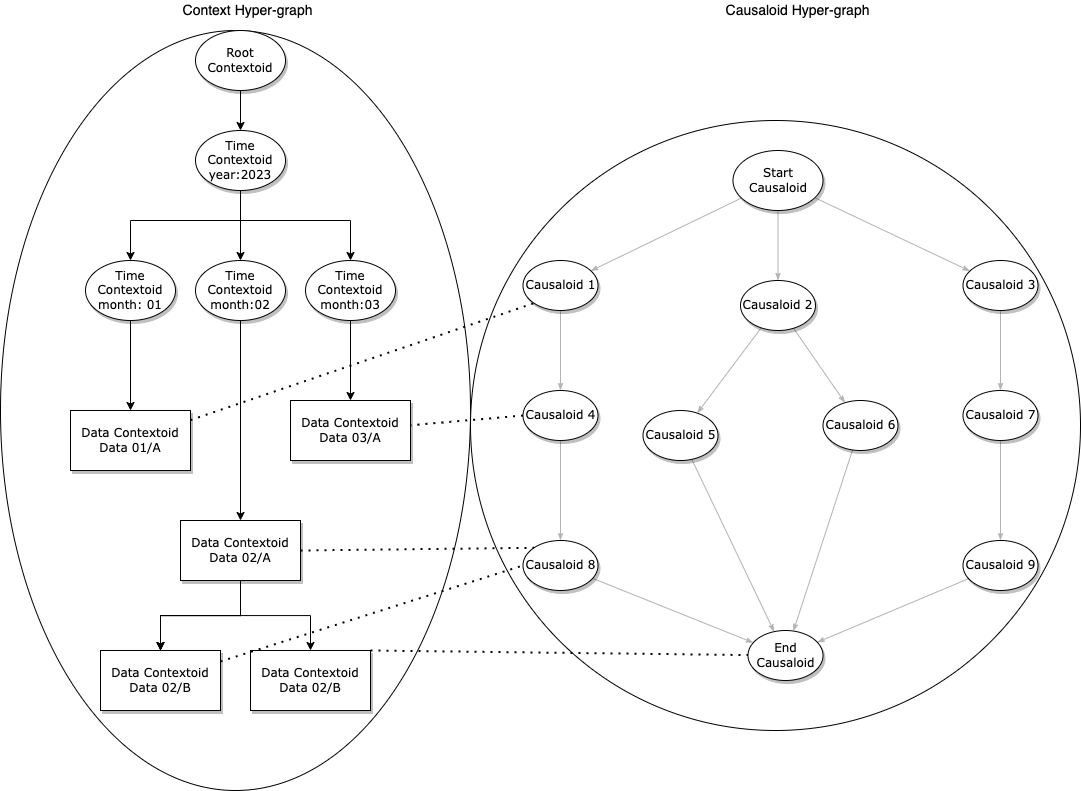 Context Hyper-graph
Causaloid Hyper-graph
Root
Contextoid
Time
Contextoid
year:2023
Time
Contextoid
month: 01
Time
Contextoid
month:02
Time
Contextoid
month:03
Data Contextoid
Data 01/A
Data Contextoid
Data 03/A
Data Contextoid
Data 02/A
Data Contextoid
Data 02/B
Data Contextoid
Data 02/B
Start
Causaloid
Causaloid 1
Causaloid 2
Causaloid 3
Causaloid 4
Causaloid 5
Causaloid 6
Causaloid 7
Causaloid 8
Causaloid 9
End
Causaloid